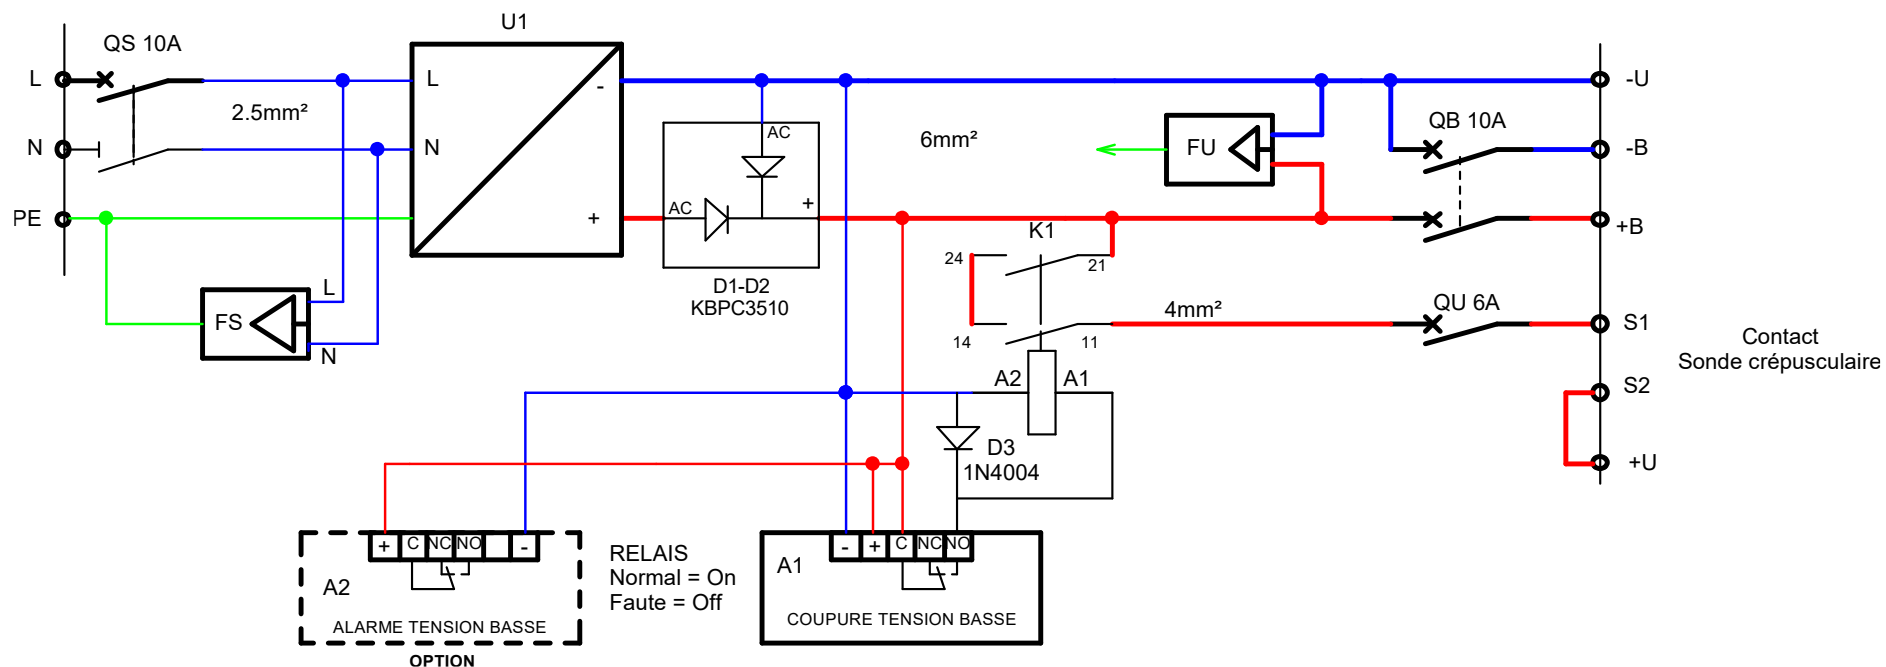 U1
QS 10A
L
L
-
-U
2.5mm²
AC
6mm²
FU
QB 10A
N
N
-B
PE
+
AC
+
+B
K1
24
21
D1-D2
KBPC3510
L
FS
N
4mm²
QU 6A
S1
14
11
Contact
Sonde crépusculaire
A2
A1
S2
D3
1N4004
+U
+ C NC NO -
- + C NC NO
RELAIS
Normal = On
Faute = Off
A2
A1
ALARME TENSION BASSE
COUPURE TENSION BASSE
OPTION